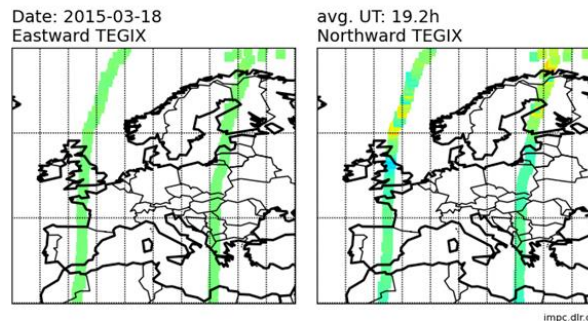 Date: 2015-03-18
Eastward TEGIX
avg. UT: 19.2h
Northward TEGIX